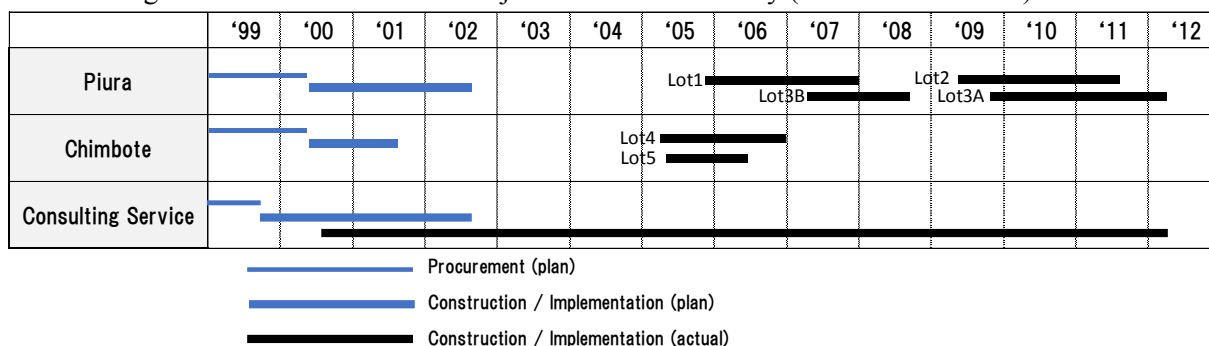 ‘99 ‘00 ‘01 ‘02 ‘03 ‘04 ‘05 ‘06 ‘07 ‘08 ‘09 ‘10 ‘11 ‘12
Piura Lot1 Lot2
Lot3B Lot3A
Chimbote Lot4
Lot5
Consulting Service
Procurement (plan)
Construction / Implementation (plan)
Construction / Implementation (actual)